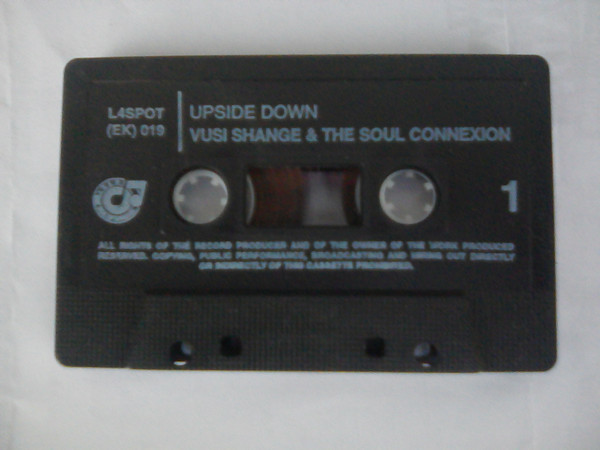 L4SPOT
(EK) 019
UPSIDE DOWN
VUSI SHANGE & THE SOUL CONNEXION
1
ALL RIGHTS OF THE RECORD PRODUCER AND OF THE OWNER OF THE WORK PRODUCED
RESERVED. COPYING, PUBLIC PERFORMANCE, BROADCASTING AND HIRING OUT DIRECTLY
OR INDIRECTLY OF THIS CASSETTE PROHIBITED.